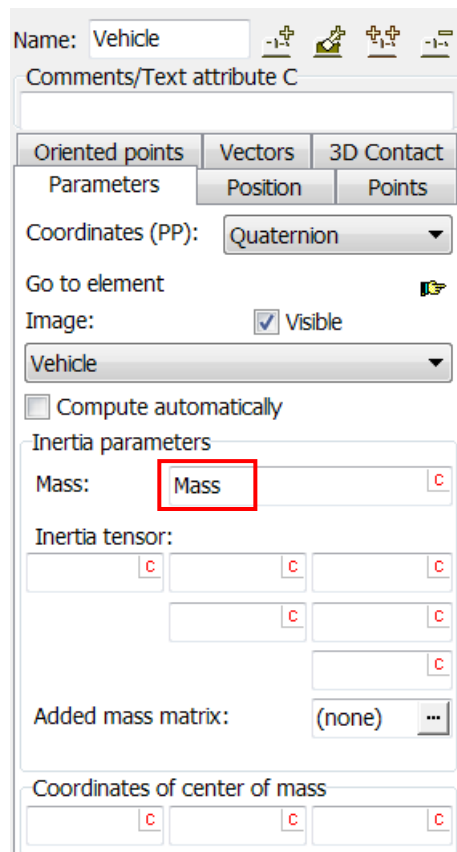 Name: Vehicle
Comments/Text attribute C
Oriented points Vectors 3D Contact
Parameters Position Points
Coordinates (PP): Quaternion
Go to element
Image: Visible
Vehicle
Compute automatically
Inertia parameters
Mass: Mass C
Inertia tensor:
C C C
C C
C
Added mass matrix: (none) ...
Coordinates of center of mass
C C C